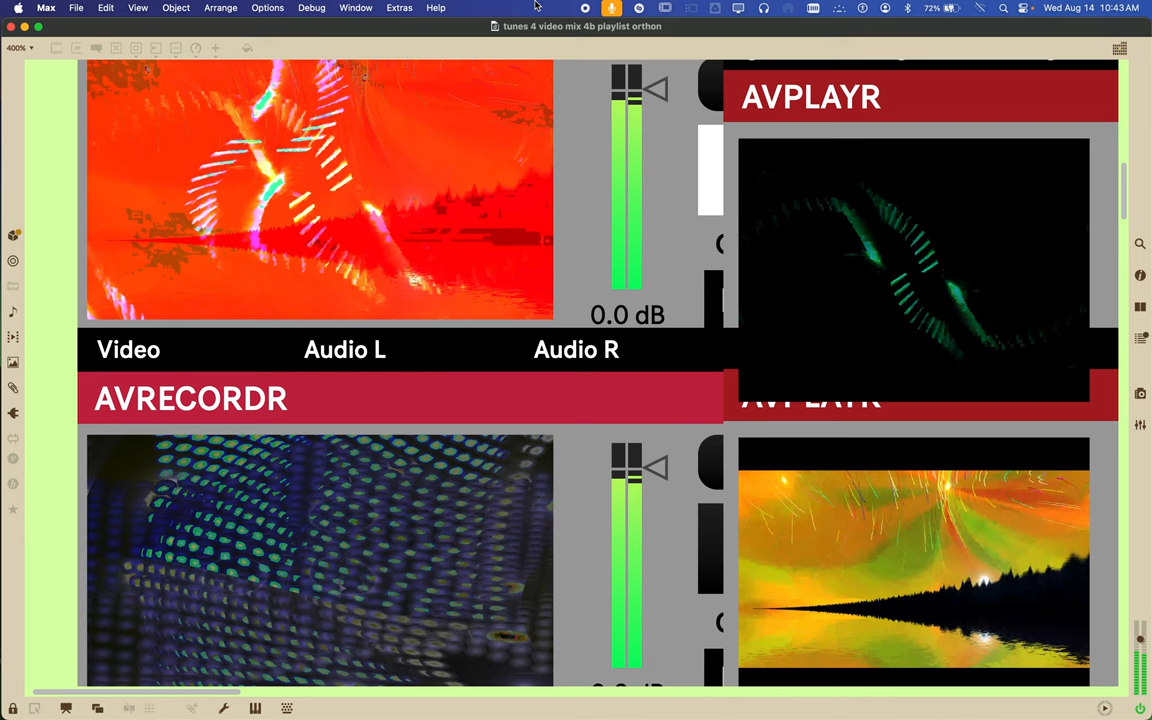 Max File Edit View Object Arrange Options Debug Window Extras Help 72% Wed Aug 14 10:43 AM
tunes 4 video mix 4b playlist orthon
400%
AVPLAYR
0.0 dB
Video Audio L Audio R
AVRECORDR
AVPLAYR